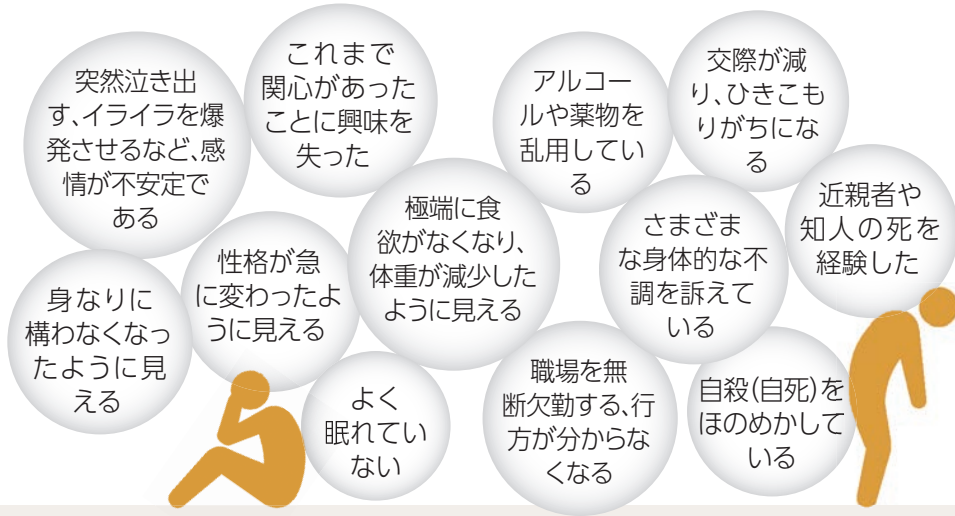 突然泣き出
す、イライラを爆
発させるなど、感
情が不安定で
ある
これまで
関心があった
ことに興味を
失った
アルコー
ルや薬物を
乱用してい
る
交際が減
り、ひきこも
りがちにな
る
近親者や
知人の死を
経験した
身なりに
構わなくなっ
たように見
える
性格が急
に変わったよ
うに見える
極端に食
欲がなくなり、
体重が減少した
ように見える
さまざま
な身体的な不
調を訴えて
いる
よく
眠れてい
ない
職場を無
断欠勤する、行
方が分からな
くなる
自殺(自死)を
ほのめかして
いる